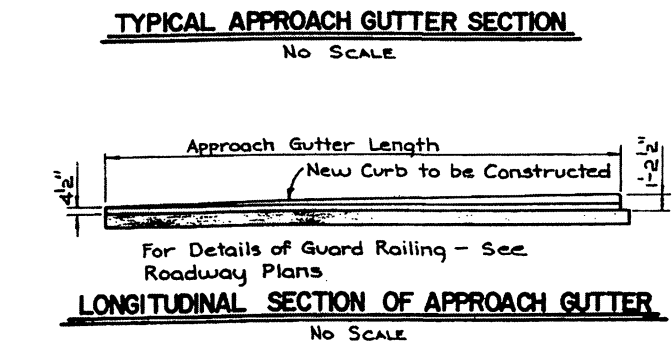 TYPICAL APPROACH GUTTER SECTION
NO SCALE
Approach Gutter Length
New Curb to be Constructed
4½"
1'-2½"
For Details of Guard Railing - See
Roadway Plans
LONGITUDINAL SECTION OF APPROACH GUTTER
NO SCALE